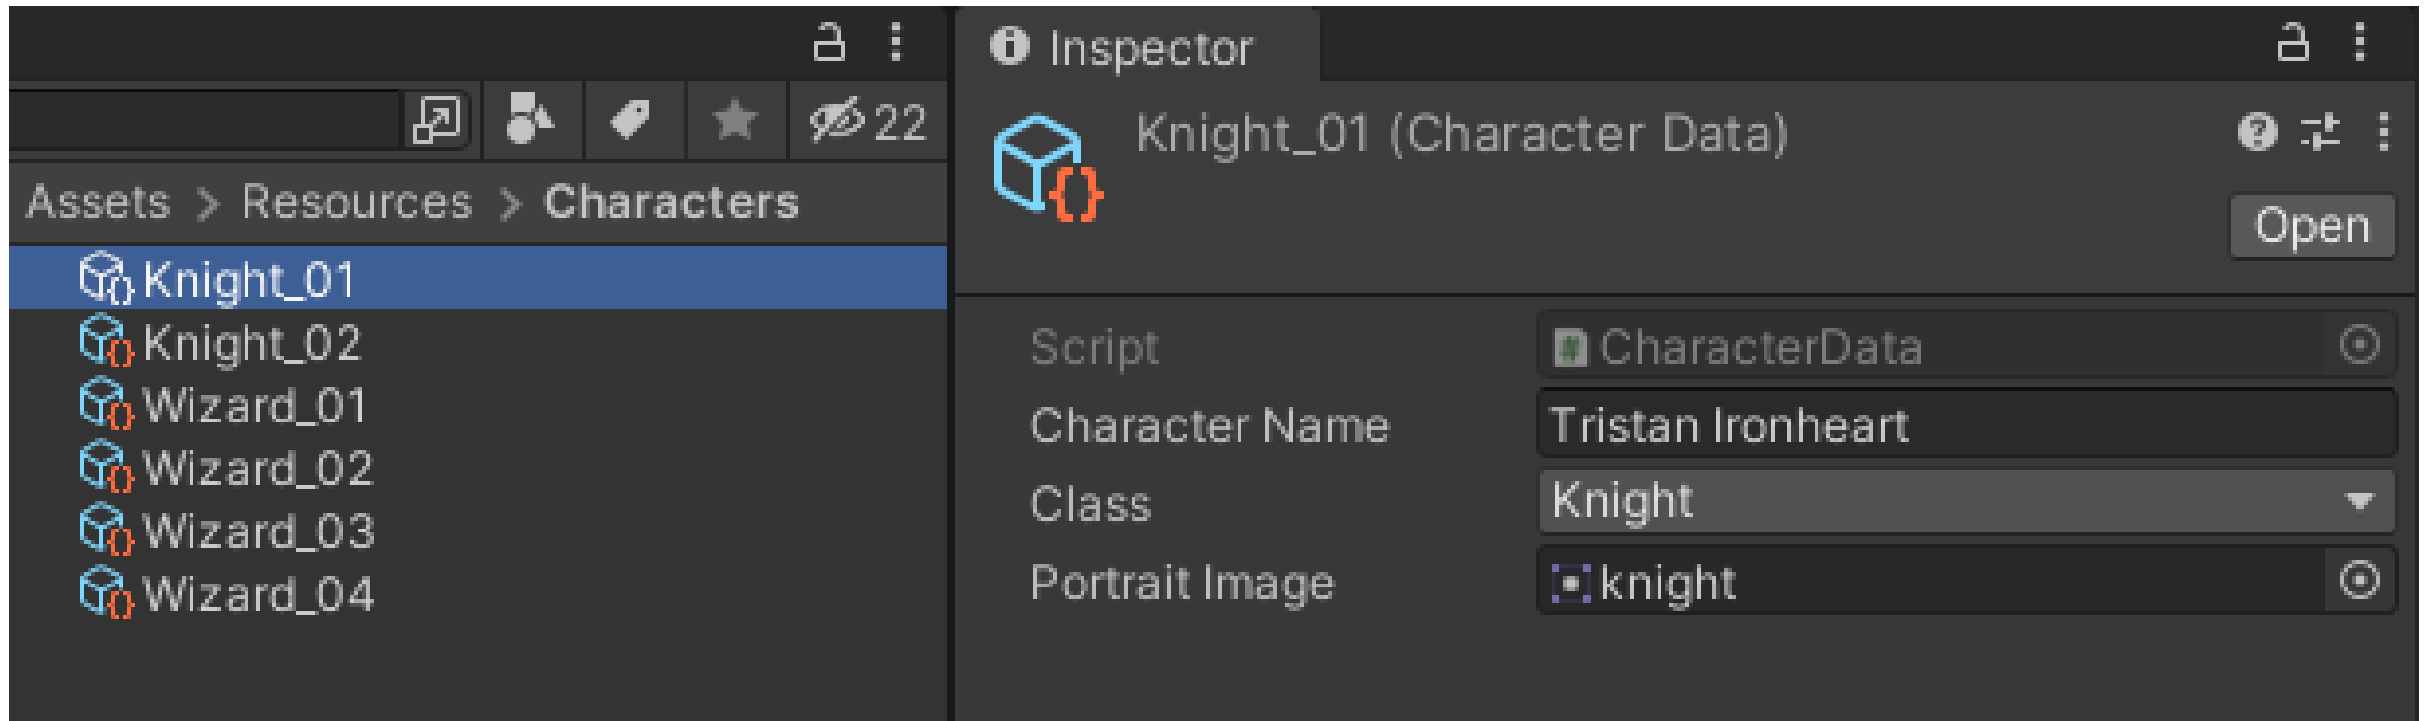 22
Assets > Resources > Characters
Knight_01
Knight_02
Wizard_01
Wizard_02
Wizard_03
Wizard_04
Inspector
Knight_01 (Character Data)
Open
Script CharacterData
Character Name Tristan Ironheart
Class Knight
Portrait Image knight